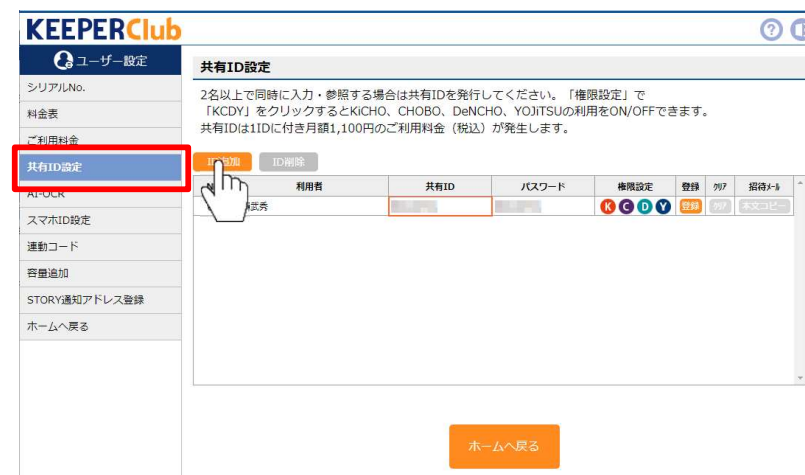 KEEPERClub
ユーザー設定
シリアルNo.
料金表
ご利用料金
共有ID設定
AI-OCR
スマホID設定
連動コード
容量追加
STORY通知アドレス登録
ホームへ戻る
共有ID設定
2名以上で同時に入力・参照する場合は共有IDを発行してください。「権限設定」で
「KCDY」をクリックするとKiCHO、CHOBO、DeNCHO、YOJiTSUの利用をON/OFFできます。
共有IDは1IDに付き月額1,100円のご利用料金（税込）が発生します。
ID追加 ID削除
利用者 共有ID パスワード 権限設定 登録 クリア 招待メール
武秀 K C D Y 登録 クリア 本文コピー
ホームへ戻る